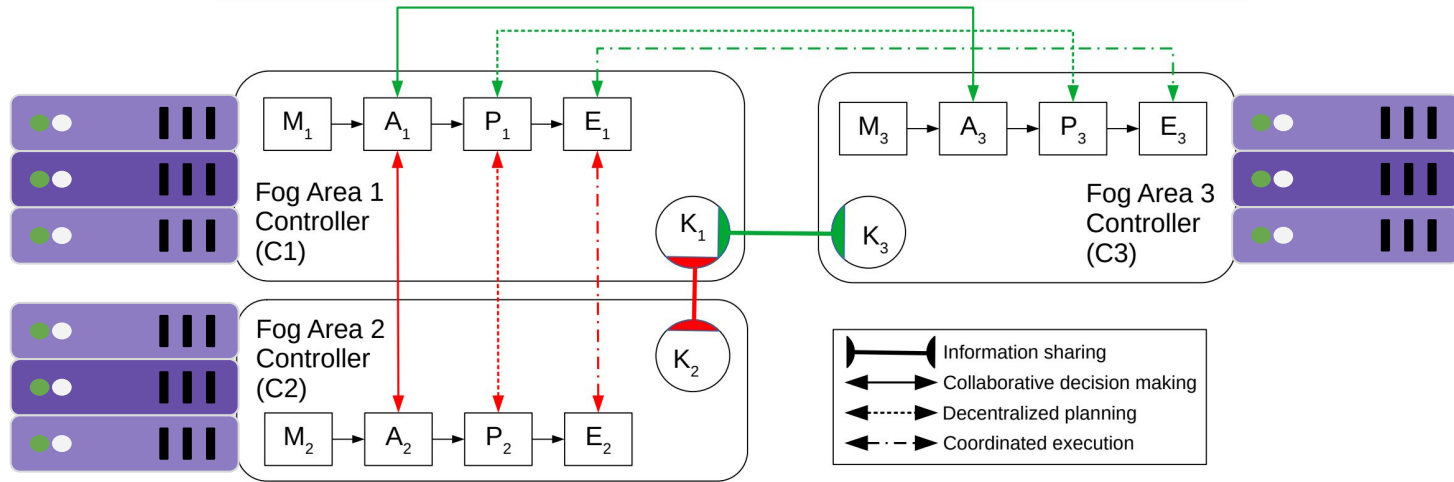 M1 A1 P1 E1
Fog Area 1
Controller
(C1)
K1
M3 A3 P3 E3
Fog Area 3
Controller
(C3)
K3
Fog Area 2
Controller
(C2)
K2
M2 A2 P2 E2
Information sharing
Collaborative decision making
Decentralized planning
Coordinated execution